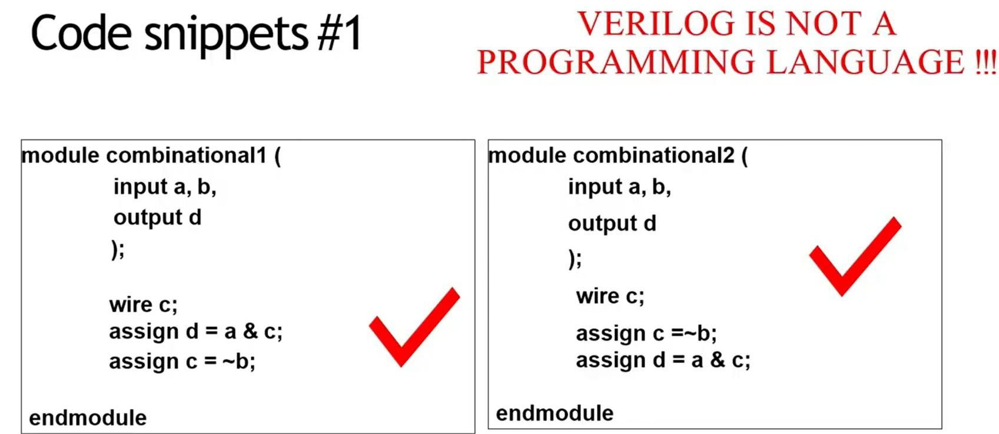 Code snippets #1
VERILOG IS NOT A
PROGRAMMING LANGUAGE !!!
module combinational1 (
input a, b,
output d
);
wire c;
assign d = a & c;
assign c = ~b;
endmodule
module combinational2 (
input a, b,
output d
);
wire c;
assign c =~b;
assign d = a & c;
endmodule